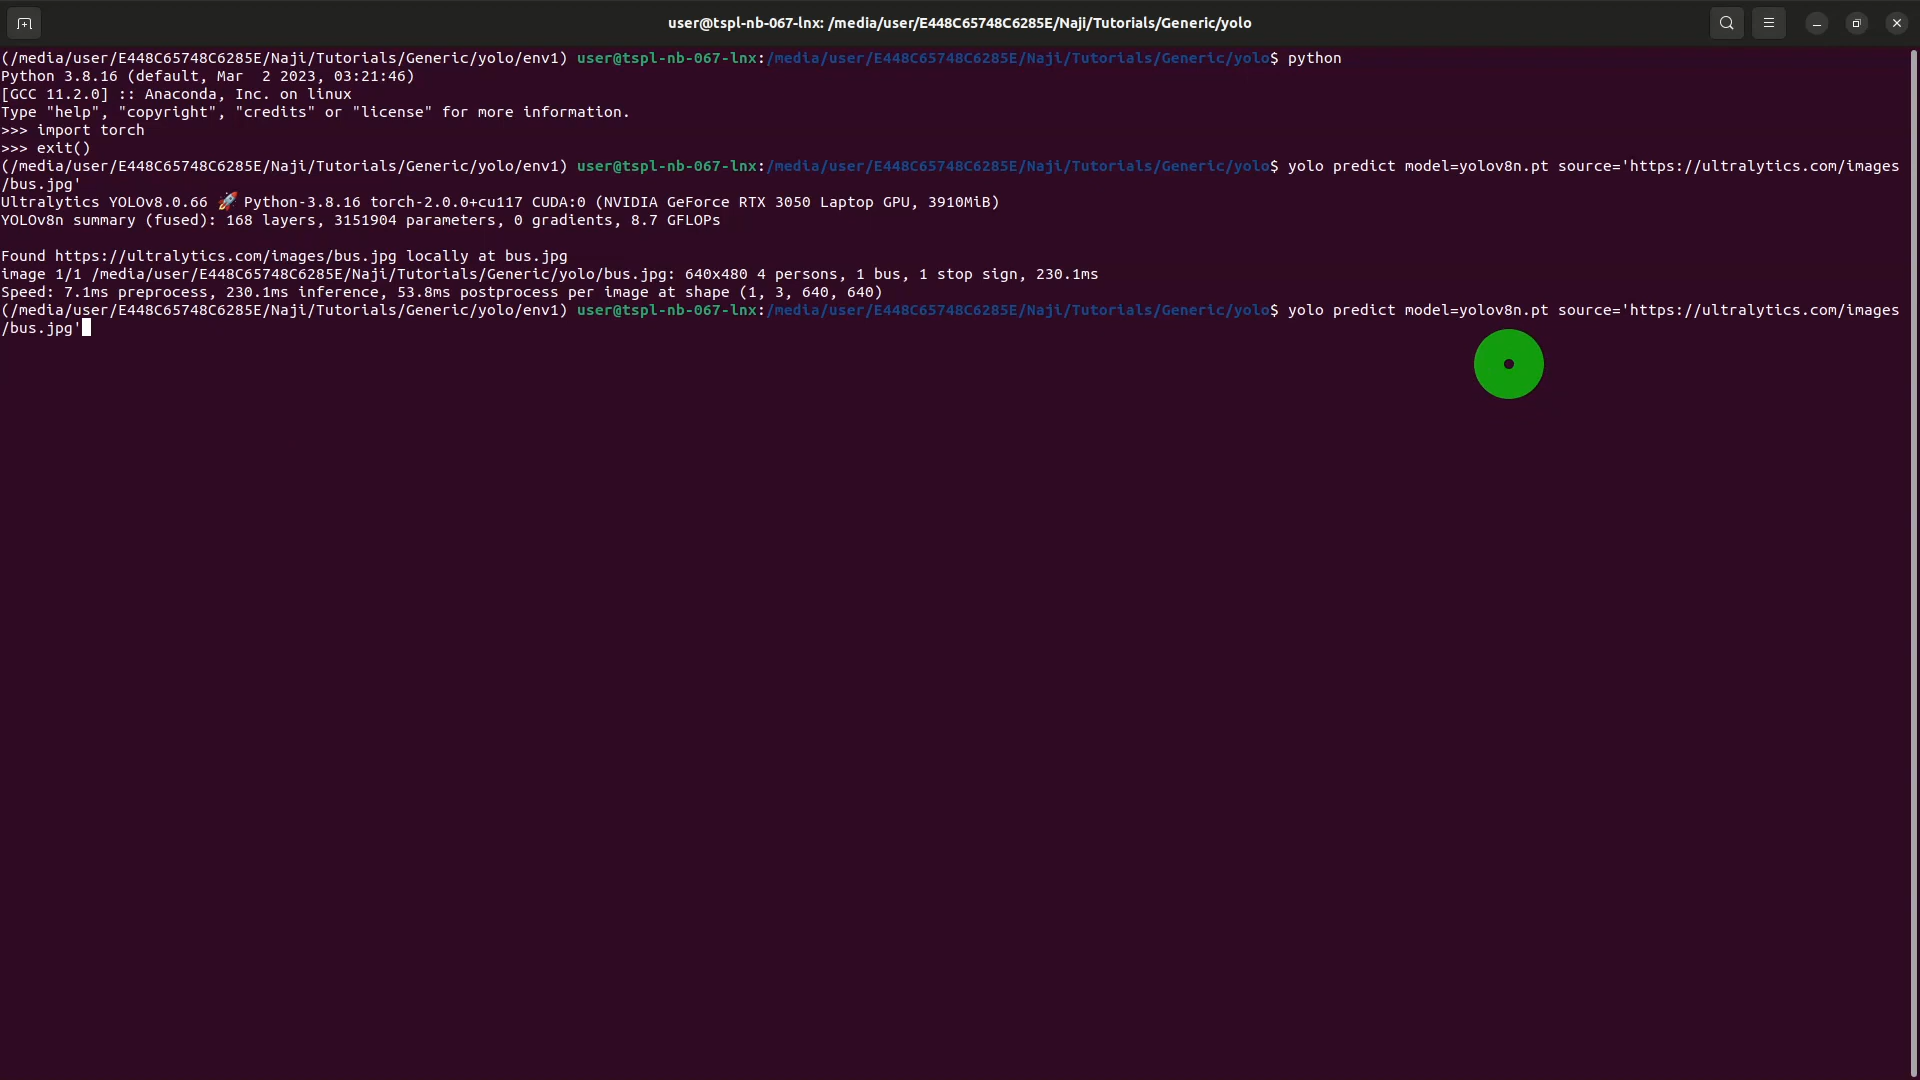 user@tspl-nb-067-lnx: /media/user/E448C65748C6285E/Naji/Tutorials/Generic/yolo
(/media/user/E448C65748C6285E/Naji/Tutorials/Generic/yolo/env1) user@tspl-nb-067-lnx:/media/user/E448C65748C6285E/Naji/Tutorials/Generic/yolo$ python
Python 3.8.16 (default, Mar  2 2023, 03:21:46)
[GCC 11.2.0] :: Anaconda, Inc. on linux
Type "help", "copyright", "credits" or "license" for more information.
>>> import torch
>>> exit()
(/media/user/E448C65748C6285E/Naji/Tutorials/Generic/yolo/env1) user@tspl-nb-067-lnx:/media/user/E448C65748C6285E/Naji/Tutorials/Generic/yolo$ yolo predict model=yolov8n.pt source='https://ultralytics.com/images
/bus.jpg'
Ultralytics YOLOv8.0.66 🚀 Python-3.8.16 torch-2.0.0+cu117 CUDA:0 (NVIDIA GeForce RTX 3050 Laptop GPU, 3910MiB)
YOLOv8n summary (fused): 168 layers, 3151904 parameters, 0 gradients, 8.7 GFLOPs
Found https://ultralytics.com/images/bus.jpg locally at bus.jpg
image 1/1 /media/user/E448C65748C6285E/Naji/Tutorials/Generic/yolo/bus.jpg: 640x480 4 persons, 1 bus, 1 stop sign, 230.1ms
Speed: 7.1ms preprocess, 230.1ms inference, 53.8ms postprocess per image at shape (1, 3, 640, 640)
(/media/user/E448C65748C6285E/Naji/Tutorials/Generic/yolo/env1) user@tspl-nb-067-lnx:/media/user/E448C65748C6285E/Naji/Tutorials/Generic/yolo$ yolo predict model=yolov8n.pt source='https://ultralytics.com/images
/bus.jpg'